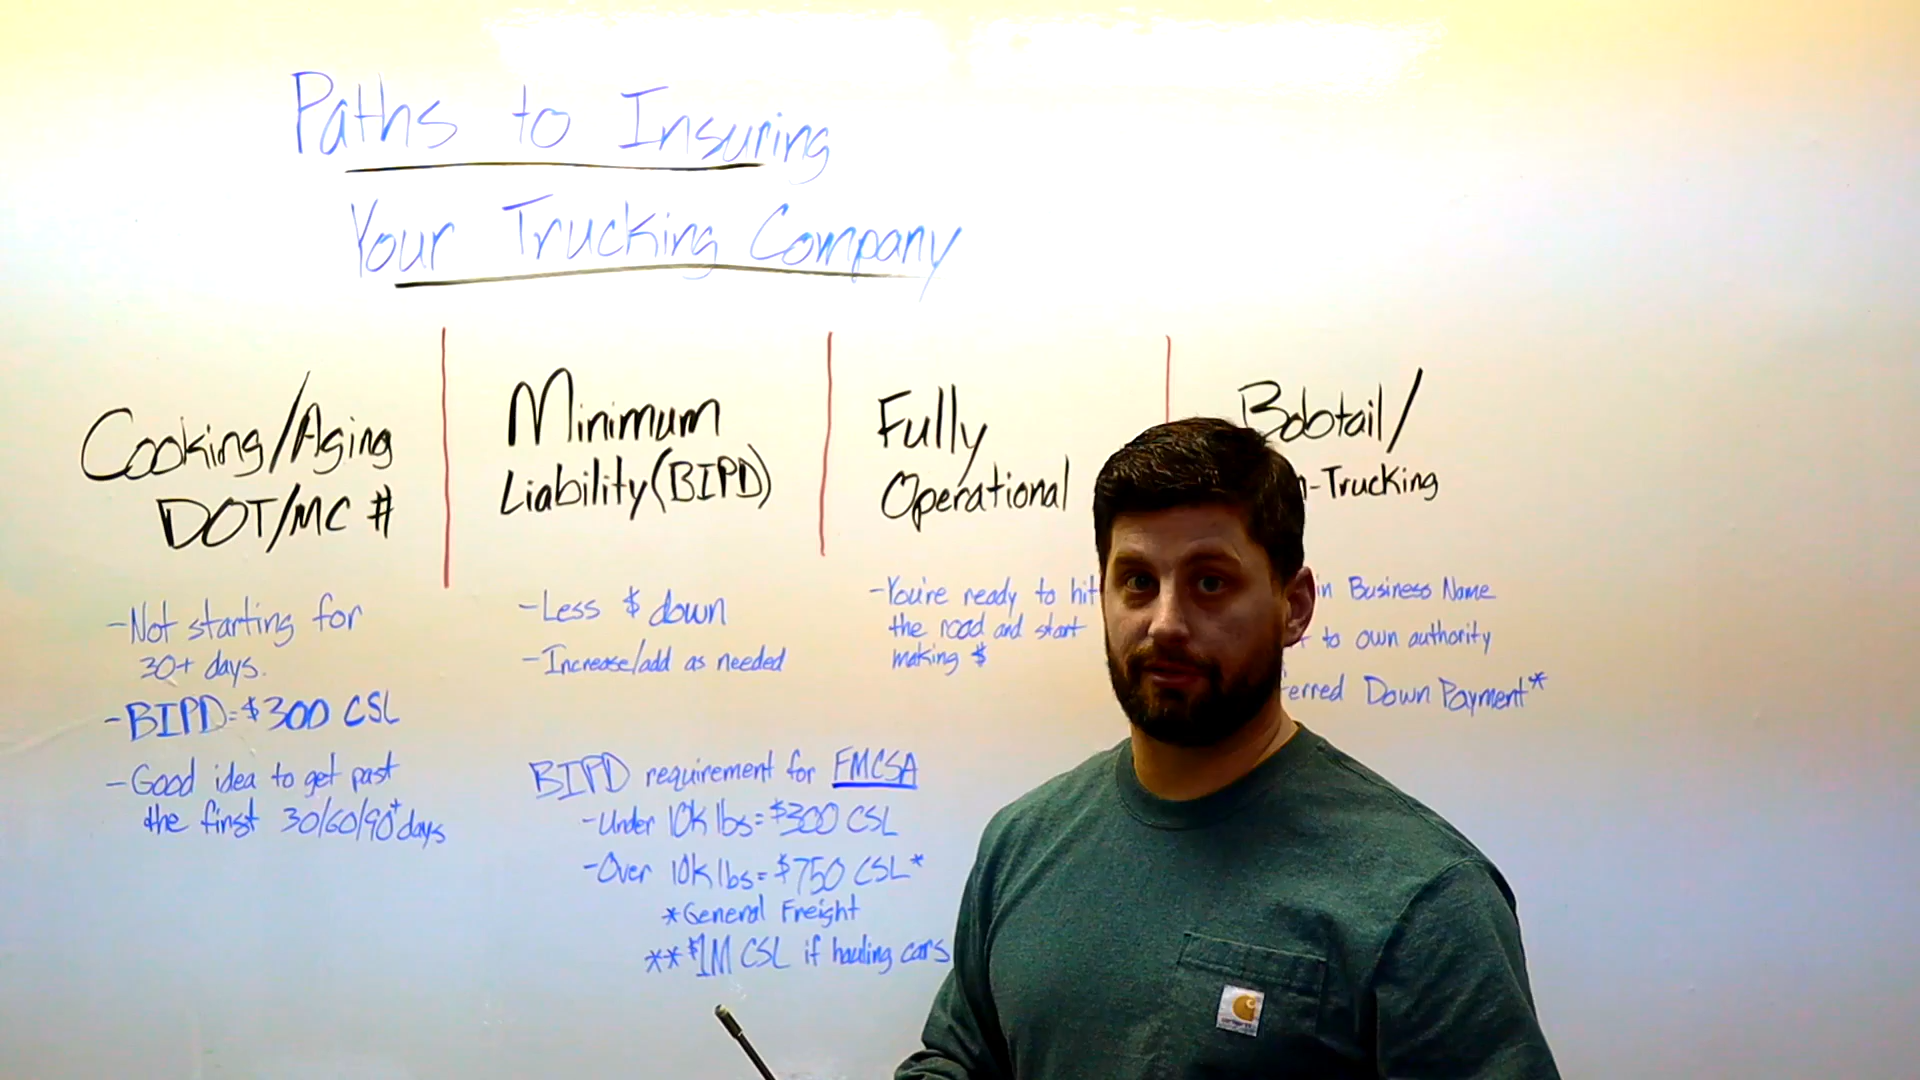 Paths to Insuring
Your Trucking Company
Cooking/Aging
DOT/MC #
-Not starting for
30+ days.
-BIPD=$300 CSL
-Good idea to get past
the first 30/60/90+ days
Minimum
Liability(BIPD)
-Less $ down
-Increase/add as needed
BIPD requirement for FMCSA
-Under 10k lbs=$300 CSL
-Over 10k lbs=$750 CSL*
*General Freight
**$1M CSL if hauling cars
Fully
Operational
-You're ready to hit
the road and start
making $
Bobtail/
n-Trucking
in Business Name
to own authority
erred Down Payment*
carhartt